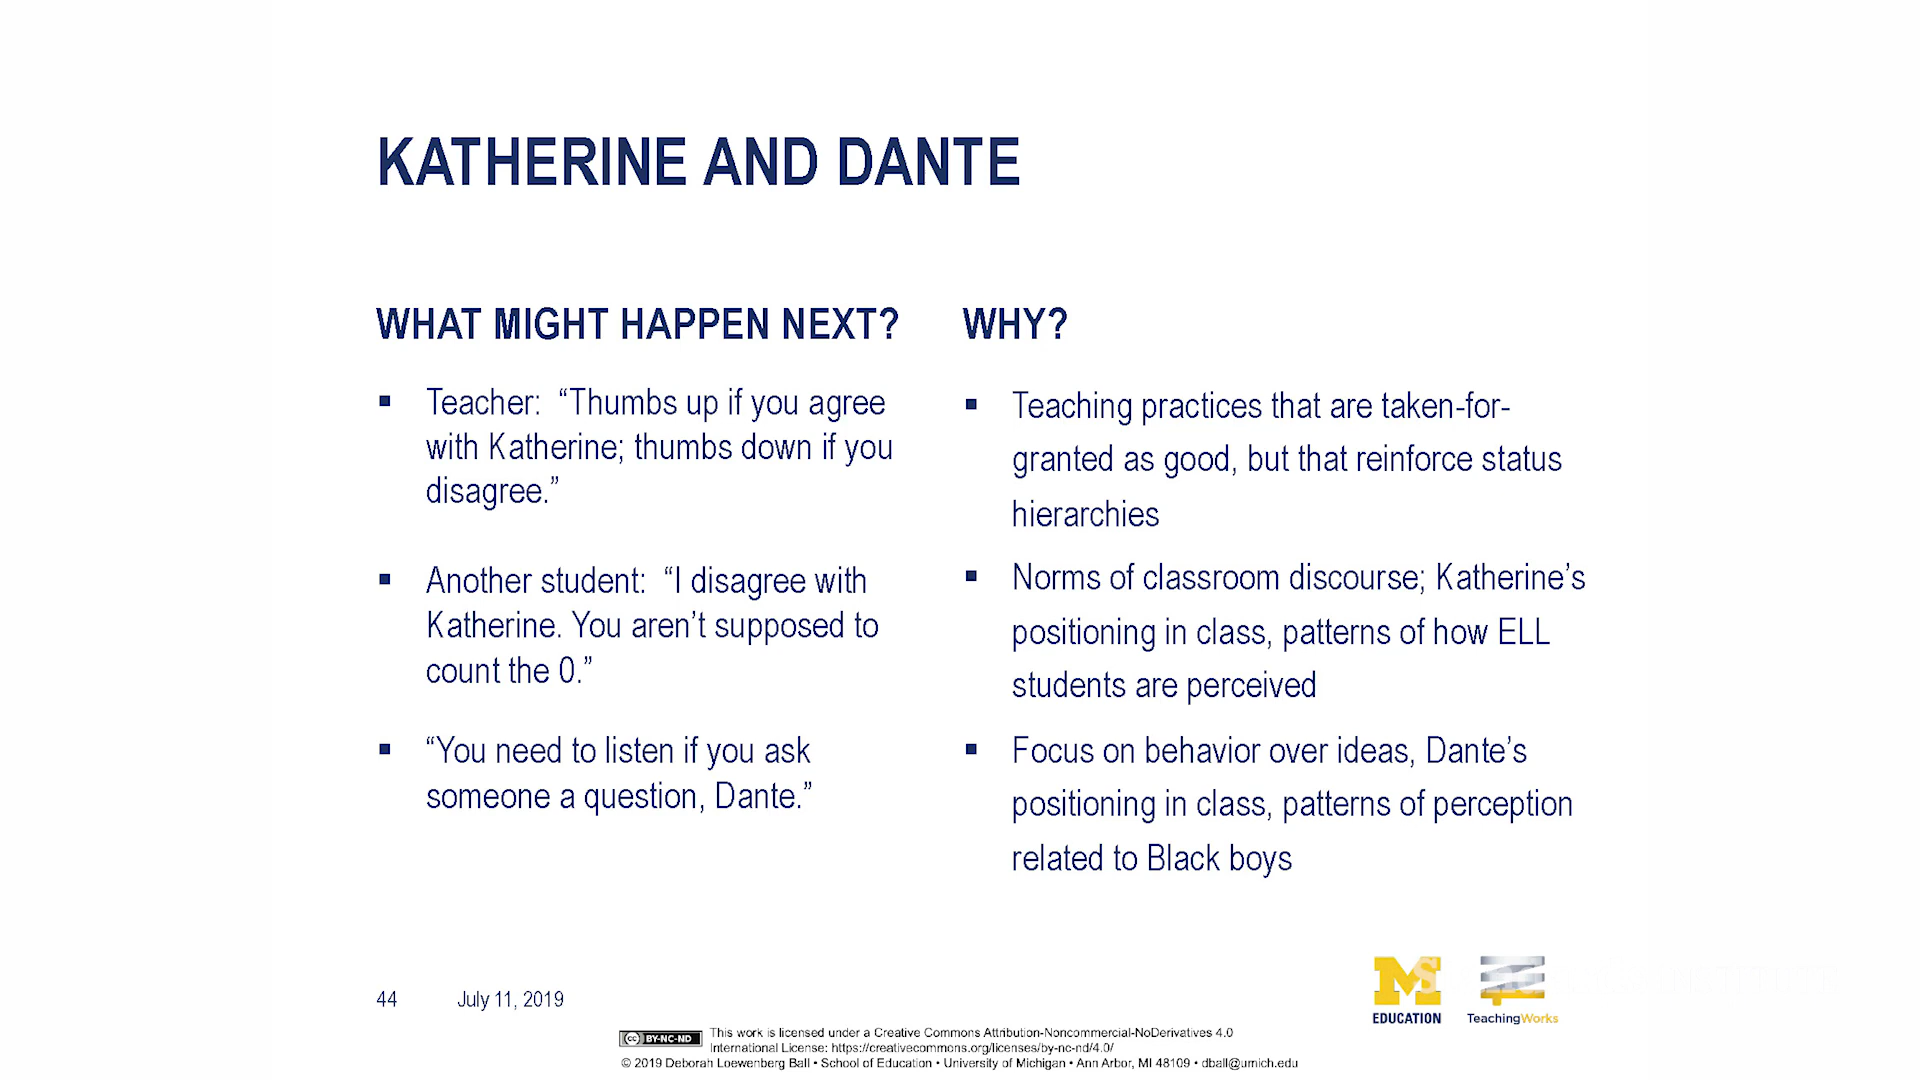 KATHERINE AND DANTE
WHAT MIGHT HAPPEN NEXT?
▪ Teacher:  “Thumbs up if you agree
with Katherine; thumbs down if you
disagree.”
▪ Another student:  “I disagree with
Katherine. You aren’t supposed to
count the 0.”
▪ “You need to listen if you ask
someone a question, Dante.”
WHY?
▪ Teaching practices that are taken-for-
granted as good, but that reinforce status
hierarchies
▪ Norms of classroom discourse; Katherine’s
positioning in class, patterns of how ELL
students are perceived
▪ Focus on behavior over ideas, Dante’s
positioning in class, patterns of perception
related to Black boys
44 July 11, 2019
M
EDUCATION
TeachingWorks
cc BY-NC-ND
This work is licensed under a Creative Commons Attribution-Noncommercial-NoDerivatives 4.0
International License: https://creativecommons.org/licenses/by-nc-nd/4.0/
© 2019 Deborah Loewenberg Ball • School of Education • University of Michigan • Ann Arbor, MI 48109 • dball@umich.edu